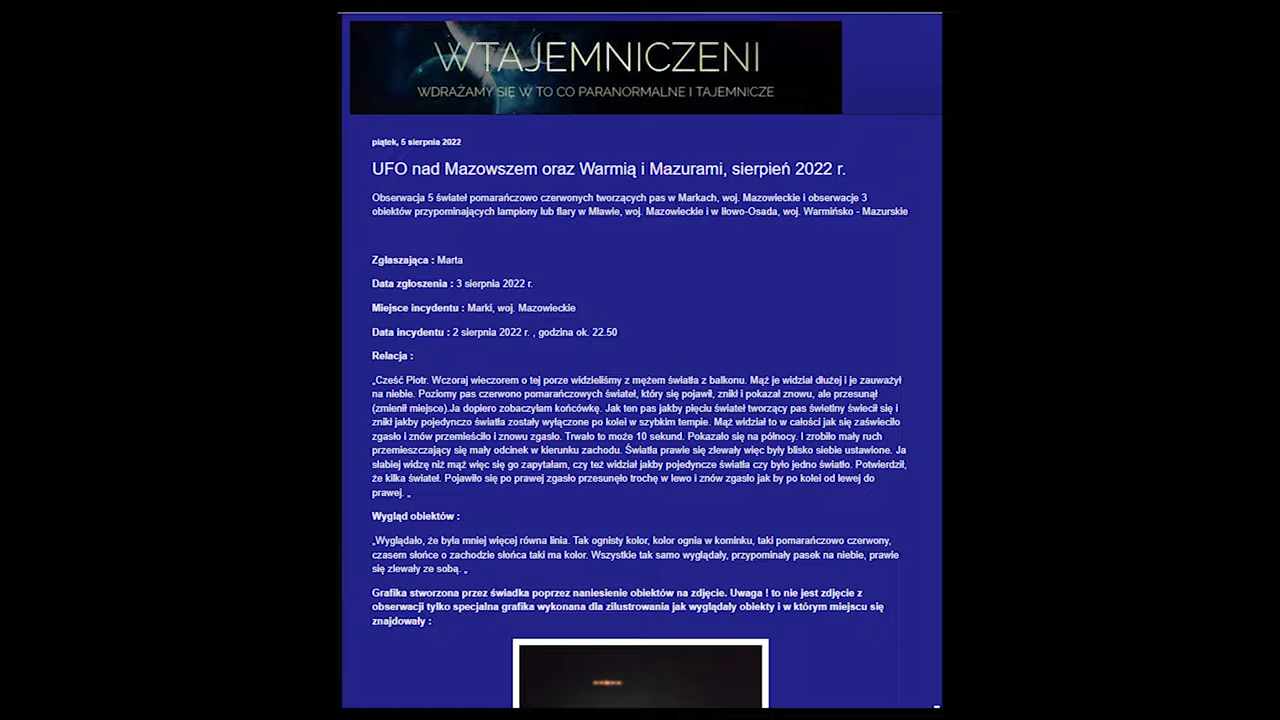 WTAJEMNICZENI
WDRAŻAMY SIĘ W TO CO PARANORMALNE I TAJEMNICZE
piątek, 5 sierpnia 2022
UFO nad Mazowszem oraz Warmią i Mazurami, sierpień 2022 r.
Obserwacja 5 świateł pomarańczowo czerwonych tworzących pas w Markach, woj. Mazowieckie i obserwacje 3
obiektów przypominających lampiony lub flary w Mławie, woj. Mazowieckie i w Iłowo-Osada, woj. Warmińsko - Mazurskie
Zgłaszająca : Marta
Data zgłoszenia : 3 sierpnia 2022 r.
Miejsce incydentu : Marki, woj. Mazowieckie
Data incydentu : 2 sierpnia 2022 r. , godzina ok. 22.50
Relacja :
„Cześć Piotr. Wczoraj wieczorem o tej porze widzieliśmy z mężem światła z balkonu. Mąż je widział dłużej i je zauważył
na niebie. Poziomy pas czerwono pomarańczowych świateł, który się pojawił, znikł i pokazał znowu, ale przesunął
(zmienił miejsce).Ja dopiero zobaczyłam końcówkę. Jak ten pas jakby pięciu świateł tworzący pas świetlny świecił się i
znikł jakby pojedynczo światła zostały wyłączone po kolei w szybkim tempie. Mąż widział to w całości jak się zaświeciło
zgasło i znów przemieściło i znowu zgasło. Trwało to może 10 sekund. Pokazało się na północy. I zrobiło mały ruch
przemieszczający się mały odcinek w kierunku zachodu. Światła prawie się zlewały więc były blisko siebie ustawione. Ja
słabiej widzę niż mąż więc się go zapytałam, czy też widział jakby pojedyncze światła czy było jedno światło. Potwierdził,
że kilka świateł. Pojawiło się po prawej zgasło przesunęło trochę w lewo i znów zgasło jak by po kolei od lewej do
prawej. „
Wygląd obiektów :
„Wyglądało, że była mniej więcej równa linia. Tak ognisty kolor, kolor ognia w kominku, taki pomarańczowo czerwony,
czasem słońce o zachodzie słońca taki ma kolor. Wszystkie tak samo wyglądały, przypominały pasek na niebie, prawie
się zlewały ze sobą. „
Grafika stworzona przez świadka poprzez naniesienie obiektów na zdjęcie. Uwaga ! to nie jest zdjęcie z
obserwacji tylko specjalna grafika wykonana dla zilustrowania jak wyglądały obiekty i w którym miejscu się
znajdowały :